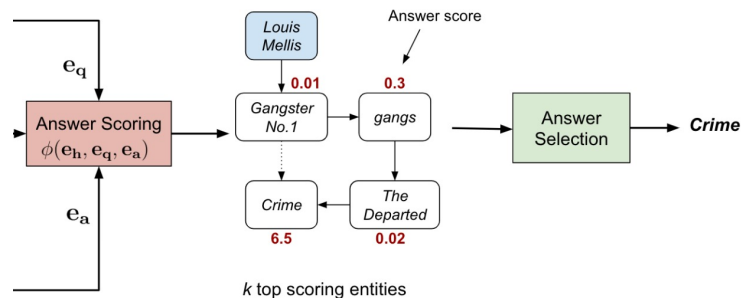 Louis
Mellis
Answer score
e_q
0.01
0.3
Answer Scoring
ϕ(e_h, e_q, e_a)
Gangster
No.1
gangs
Answer
Selection
Crime
e_a
Crime
The
Departed
6.5
0.02
k top scoring entities